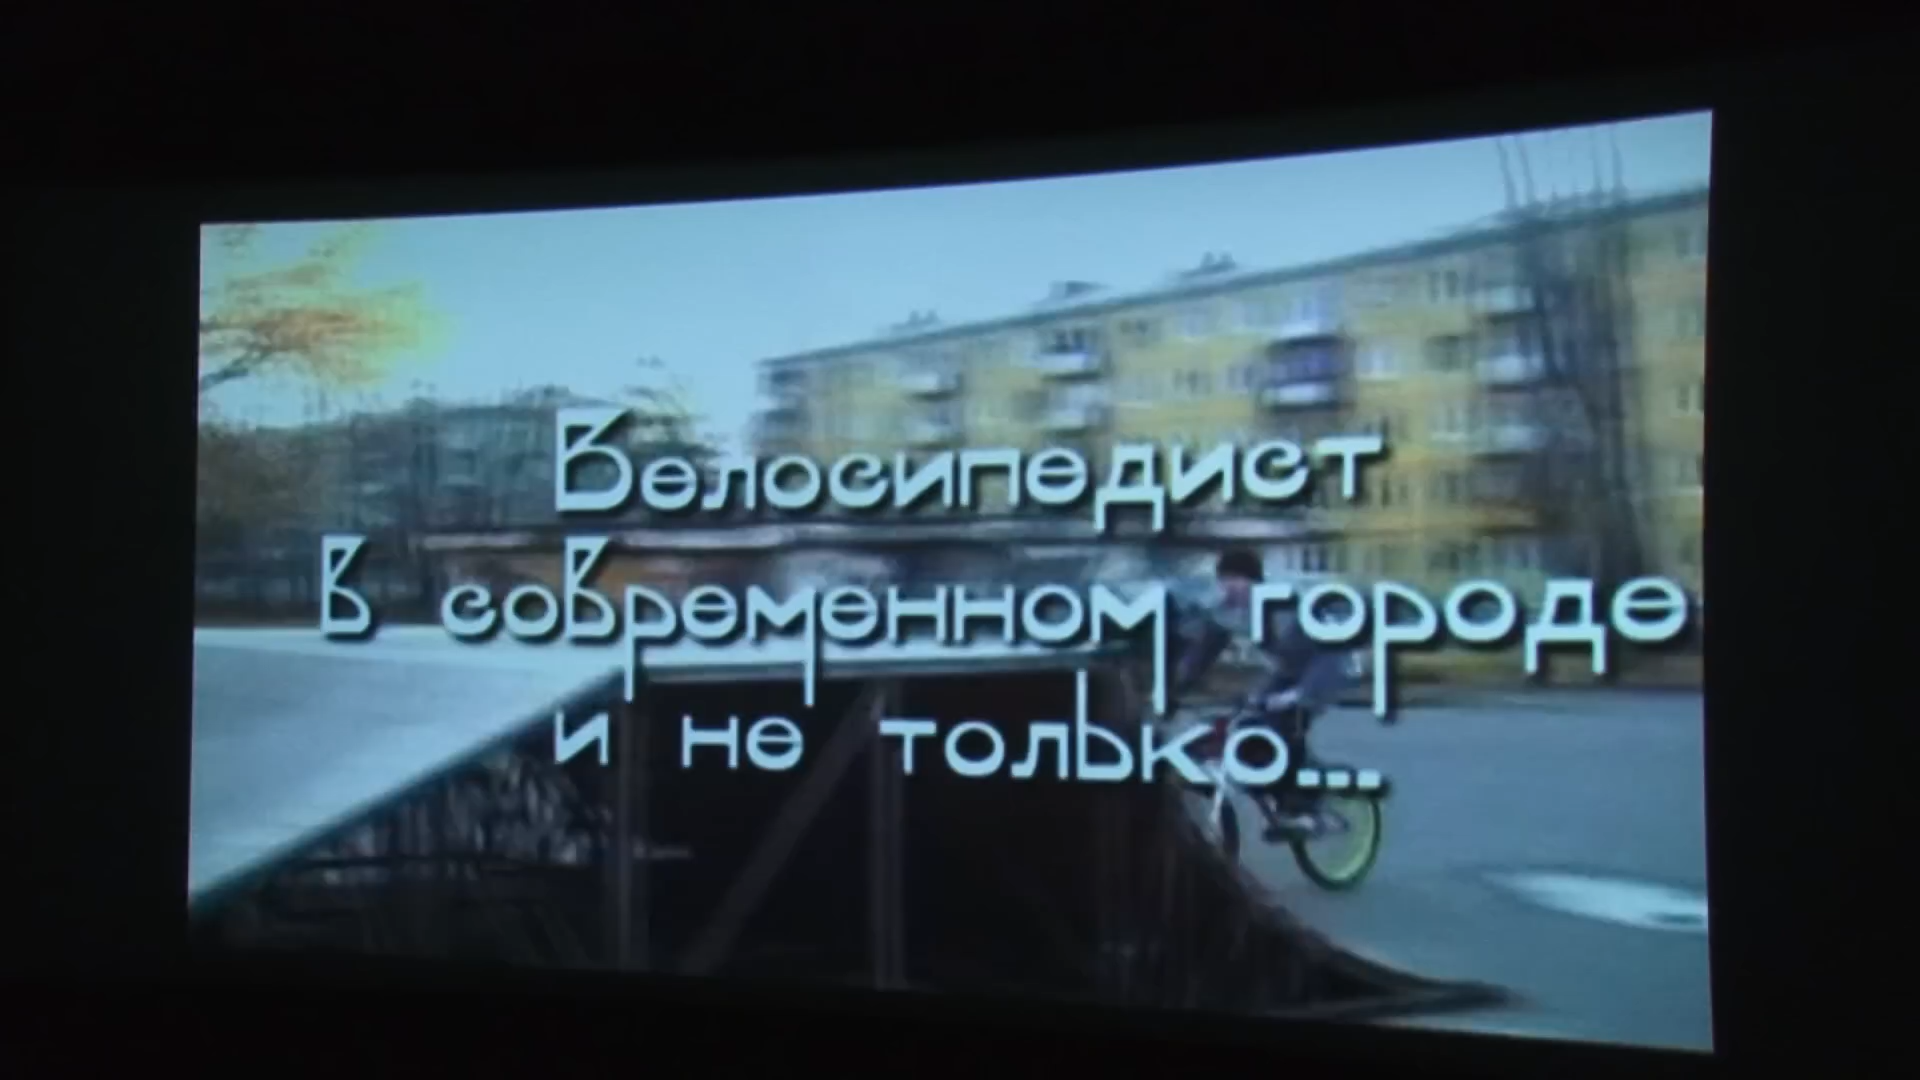 Велосипедист
в современном городе
и не только...